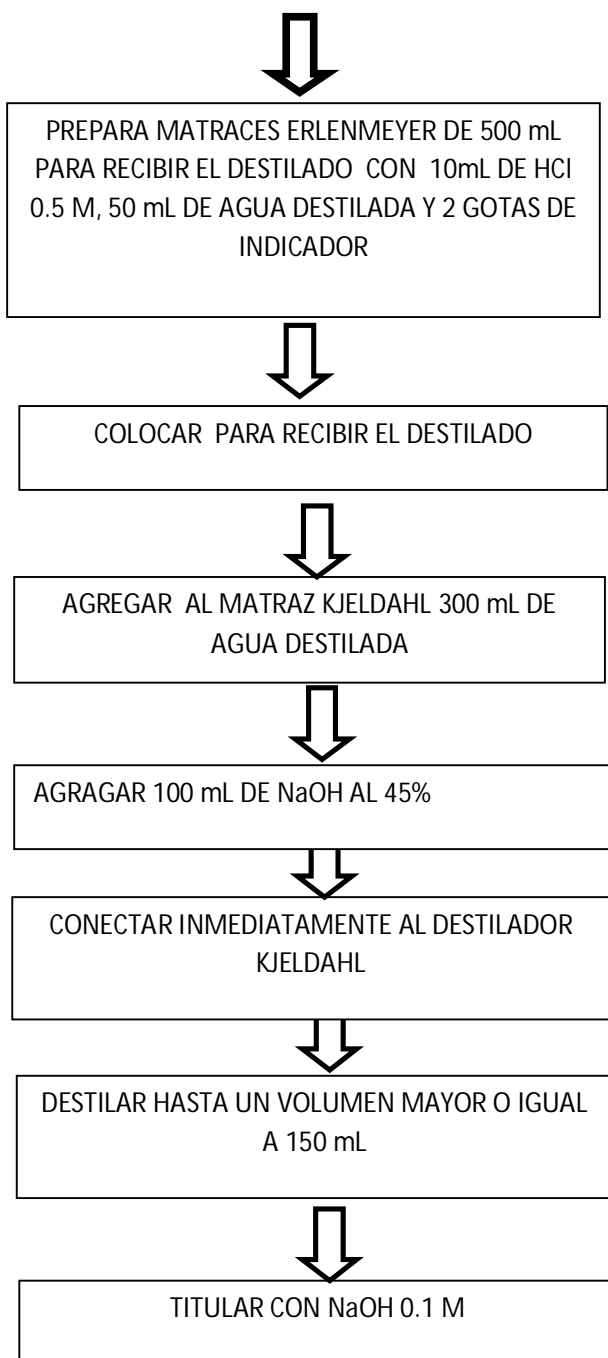 PREPARA MATRACES ERLENMEYER DE 500 mL
PARA RECIBIR EL DESTILADO CON 10mL DE HCl
0.5 M, 50 mL DE AGUA DESTILADA Y 2 GOTAS DE
INDICADOR
COLOCAR PARA RECIBIR EL DESTILADO
AGREGAR AL MATRAZ KJELDAHL 300 mL DE
AGUA DESTILADA
AGRAGAR 100 mL DE NaOH AL 45%
CONECTAR INMEDIATAMENTE AL DESTILADOR
KJELDAHL
DESTILAR HASTA UN VOLUMEN MAYOR O IGUAL
A 150 mL
TITULAR CON NaOH 0.1 M